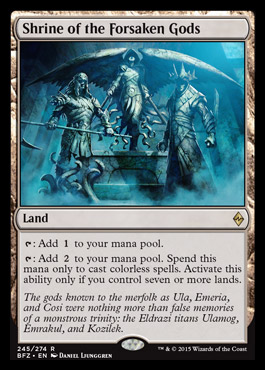 Shrine of the Forsaken Gods
Land
: Add 1 to your mana pool.
: Add 2 to your mana pool. Spend this
mana only to cast colorless spells. Activate this
ability only if you control seven or more lands.
The gods known to the merfolk as Ula, Emeria,
and Cosi were nothing more than false memories
of a monstrous trinity: the Eldrazi titans Ulamog,
Emrakul, and Kozilek.
245/274 R
BFZ • EN Daniel Ljunggren
™ & © 2015 Wizards of the Coast